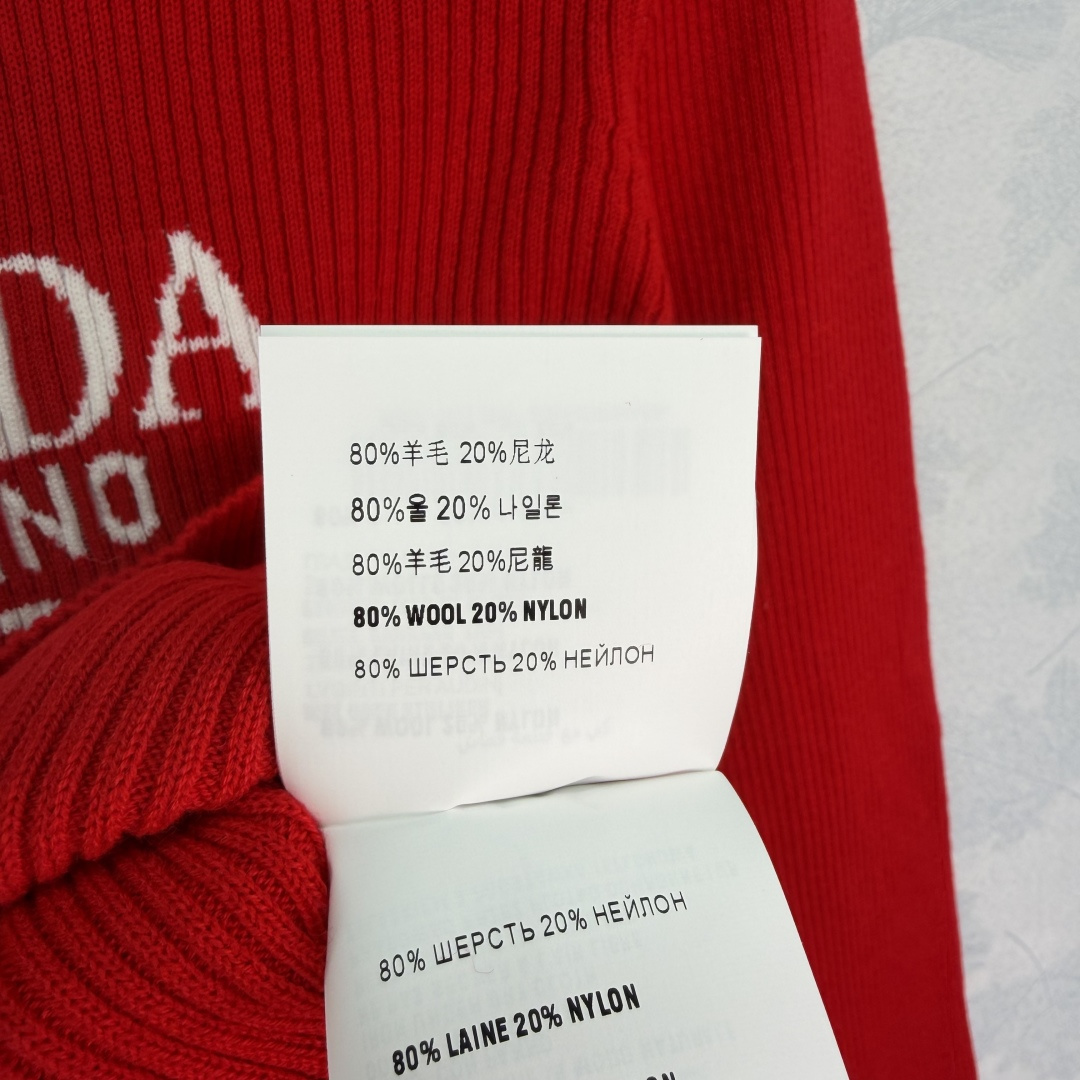 DA
NO
80%羊毛 20%尼龙
80%울 20% 나일론
80%羊毛 20%尼龍
80% WOOL 20% NYLON
80% ШЕРСТЬ 20% НЕЙЛОН
80% ШЕРСТЬ 20% НЕЙЛОН
80% LAINE 20% NYLON